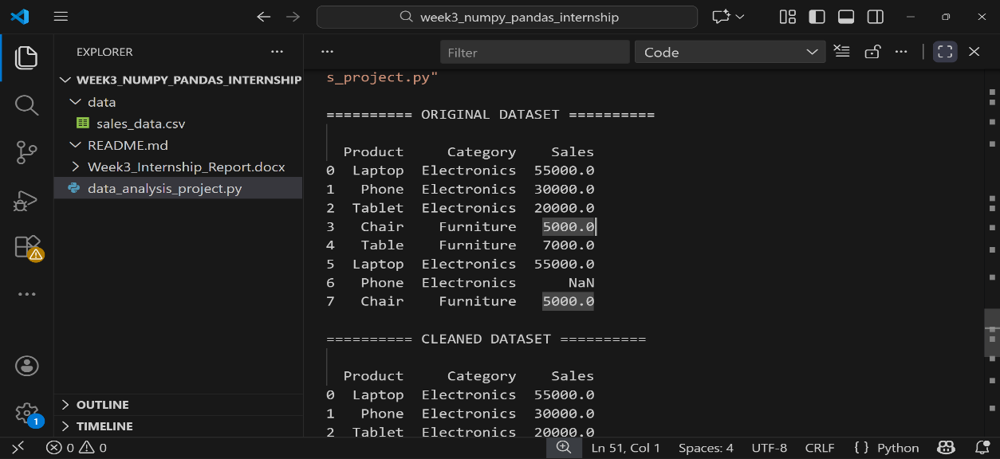 week3_numpy_pandas_internship
EXPLORER
WEEK3_NUMPY_PANDAS_INTERNSHIP
data
sales_data.csv
README.md
Week3_Internship_Report.docx
data_analysis_project.py
OUTLINE
TIMELINE
1
Filter
Code
s_project.py"
========== ORIGINAL DATASET ==========
Product Category Sales
0 Laptop Electronics 55000.0
1 Phone Electronics 30000.0
2 Tablet Electronics 20000.0
3 Chair Furniture 5000.0
4 Table Furniture 7000.0
5 Laptop Electronics 55000.0
6 Phone Electronics NaN
7 Chair Furniture 5000.0
========== CLEANED DATASET ==========
Product Category Sales
0 Laptop Electronics 55000.0
1 Phone Electronics 30000.0
2 Tablet Electronics 20000.0
0 0 Ln 51, Col 1 Spaces: 4 UTF-8 CRLF { } Python